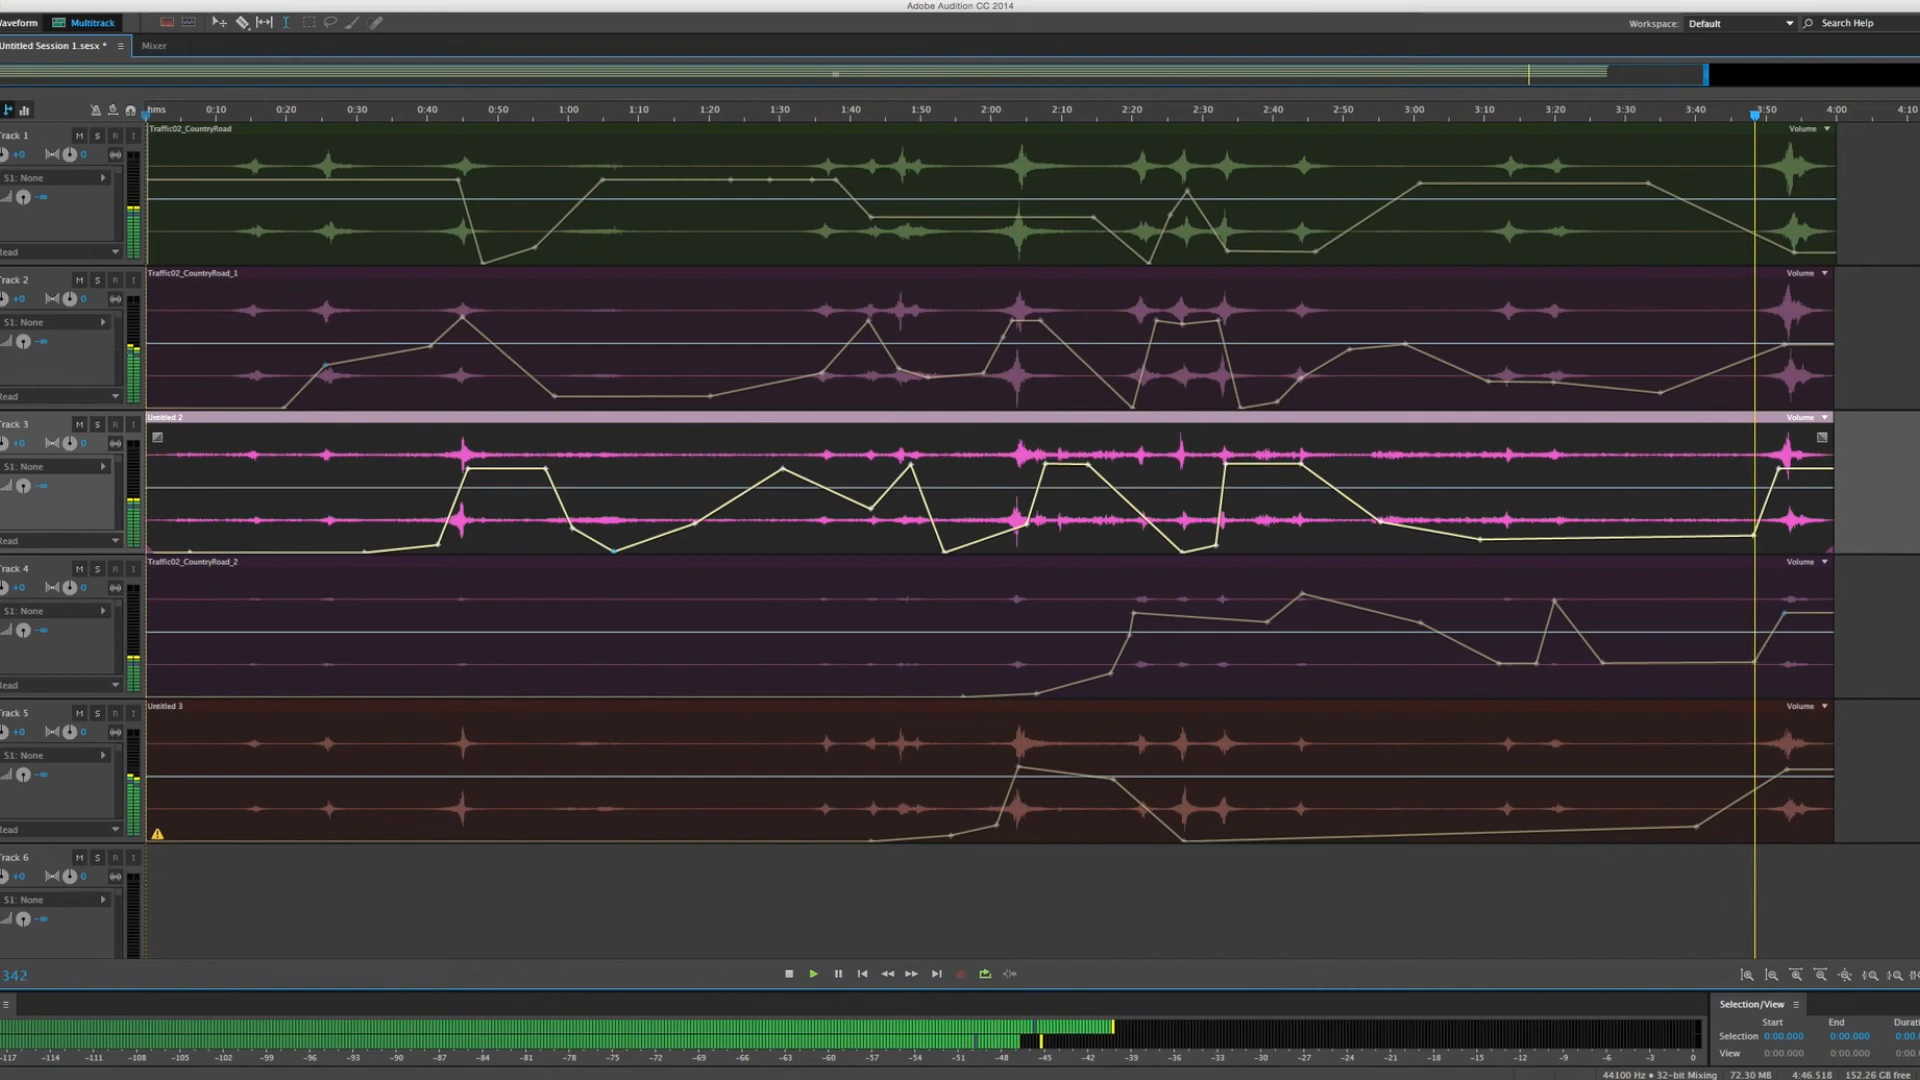 Adobe Audition CC 2014
Waveform Multitrack Workspace: Default Search Help
Untitled Session 1.sesx * Mixer
hms 0:10 0:20 0:30 0:40 0:50 1:00 1:10 1:20 1:30 1:40 1:50 2:00 2:10 2:20 2:30 2:40 2:50 3:00 3:10 3:20 3:30 3:40 3:50 4:00 4:10
Track 1 M S R I Traffic02_CountryRoad Volume
+0 0
S1: None
-∞
Read
Track 2 M S R I Traffic02_CountryRoad_1 Volume
+0 0
S1: None
-∞
Read
Track 3 M S R I Untitled 2 Volume
+0 0
S1: None
-∞
Read
Track 4 M S R I Traffic02_CountryRoad_2 Volume
+0 0
S1: None
-∞
Read
Track 5 M S R I Untitled 3 Volume
+0 0
S1: None
-∞
Read
Track 6 M S R I
+0 0
S1: None
-∞
342
Selection/View
Start End Durati
Selection 0:00.000 0:00.000 0:00.
View 0:00.000 0:00.000 0:00.
-117 -114 -111 -108 -105 -102 -99 -96 -93 -90 -87 -84 -81 -78 -75 -72 -69 -66 -63 -60 -57 -54 -51 -48 -45 -42 -39 -36 -33 -30 -27 -24 -21 -18 -15 -12 -9 -6 -3 0
44100 Hz • 32-bit Mixing 72.30 MB 4:46.518 152.26 GB free